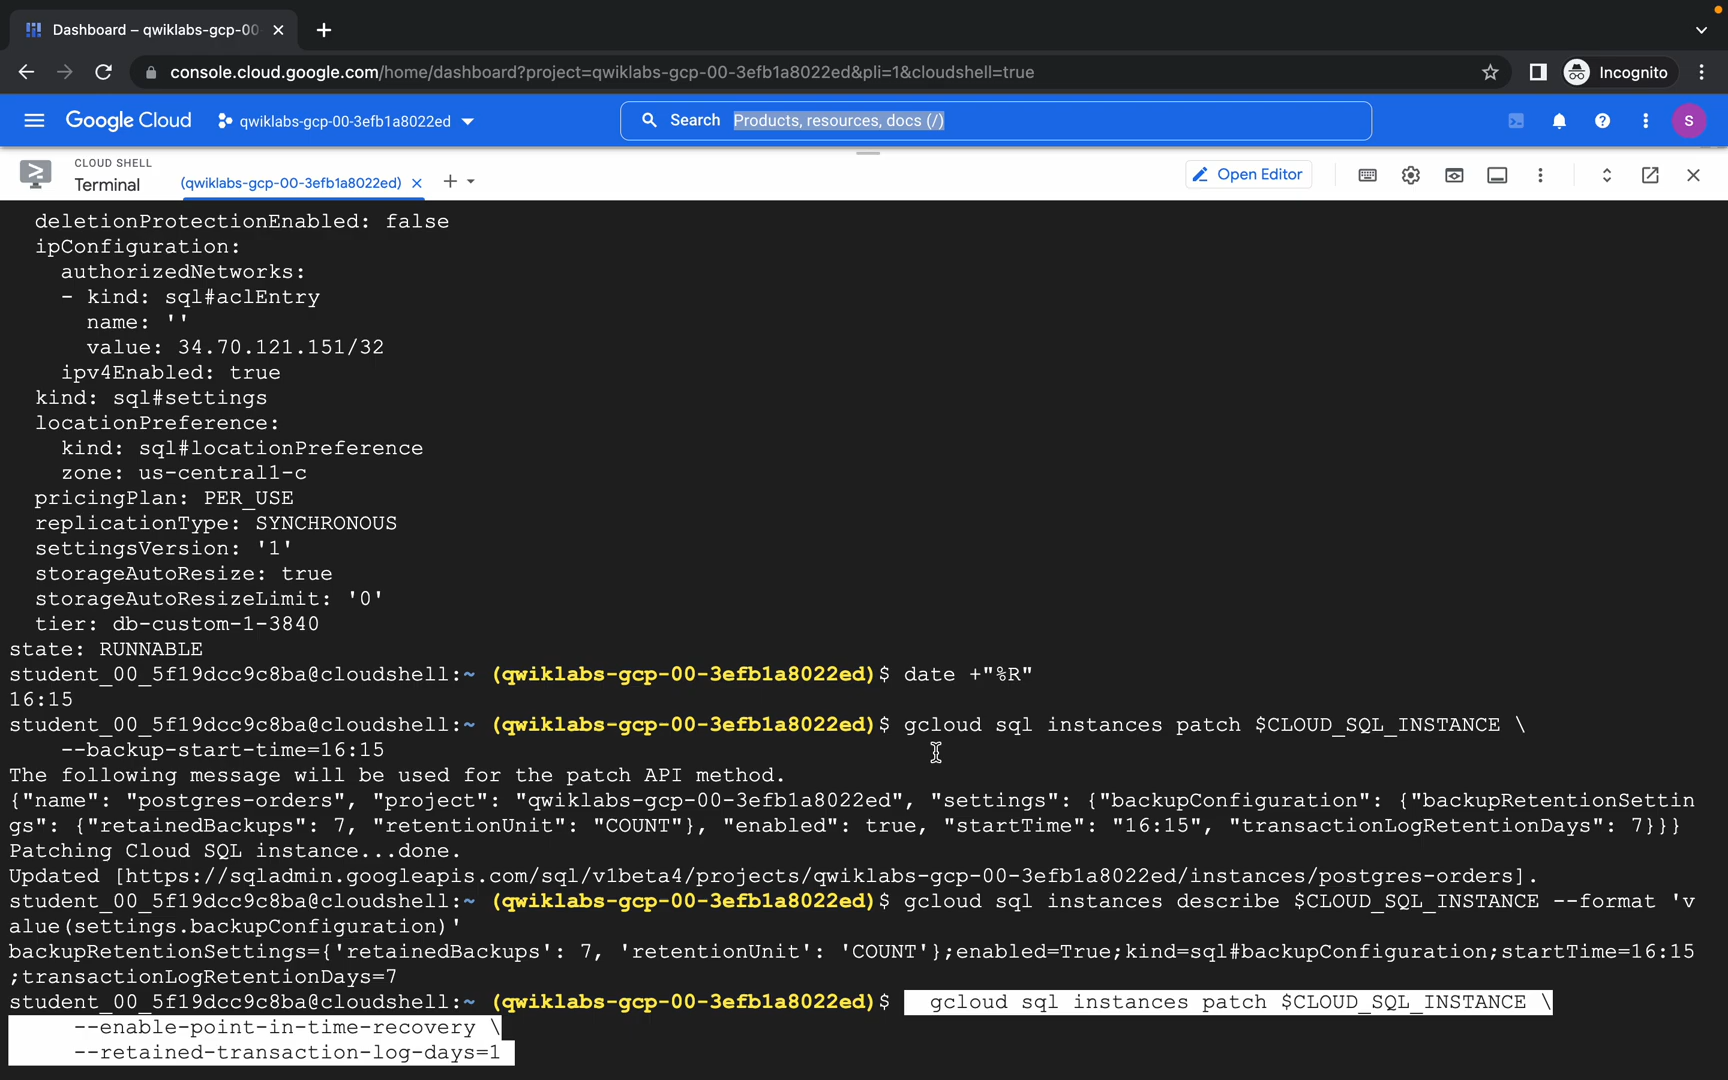 Dashboard – qwiklabs-gcp-00
console.cloud.google.com/home/dashboard?project=qwiklabs-gcp-00-3efb1a8022ed&pli=1&cloudshell=true
Incognito
Google Cloud
qwiklabs-gcp-00-3efb1a8022ed
Search Products, resources, docs (/)
S
CLOUD SHELL
Terminal
(qwiklabs-gcp-00-3efb1a8022ed)
Open Editor
deletionProtectionEnabled: false
ipConfiguration:
authorizedNetworks:
- kind: sql#aclEntry
name: ''
value: 34.70.121.151/32
ipv4Enabled: true
kind: sql#settings
locationPreference:
kind: sql#locationPreference
zone: us-central1-c
pricingPlan: PER_USE
replicationType: SYNCHRONOUS
settingsVersion: '1'
storageAutoResize: true
storageAutoResizeLimit: '0'
tier: db-custom-1-3840
state: RUNNABLE
student_00_5f19dcc9c8ba@cloudshell:~ (qwiklabs-gcp-00-3efb1a8022ed)$ date +"%R"
16:15
student_00_5f19dcc9c8ba@cloudshell:~ (qwiklabs-gcp-00-3efb1a8022ed)$ gcloud sql instances patch $CLOUD_SQL_INSTANCE \
--backup-start-time=16:15
The following message will be used for the patch API method.
{"name": "postgres-orders", "project": "qwiklabs-gcp-00-3efb1a8022ed", "settings": {"backupConfiguration": {"backupRetentionSettin
gs": {"retainedBackups": 7, "retentionUnit": "COUNT"}, "enabled": true, "startTime": "16:15", "transactionLogRetentionDays": 7}}}
Patching Cloud SQL instance...done.
Updated [https://sqladmin.googleapis.com/sql/v1beta4/projects/qwiklabs-gcp-00-3efb1a8022ed/instances/postgres-orders].
student_00_5f19dcc9c8ba@cloudshell:~ (qwiklabs-gcp-00-3efb1a8022ed)$ gcloud sql instances describe $CLOUD_SQL_INSTANCE --format 'v
alue(settings.backupConfiguration)'
backupRetentionSettings={'retainedBackups': 7, 'retentionUnit': 'COUNT'};enabled=True;kind=sql#backupConfiguration;startTime=16:15
;transactionLogRetentionDays=7
student_00_5f19dcc9c8ba@cloudshell:~ (qwiklabs-gcp-00-3efb1a8022ed)$ gcloud sql instances patch $CLOUD_SQL_INSTANCE \
--enable-point-in-time-recovery \
--retained-transaction-log-days=1